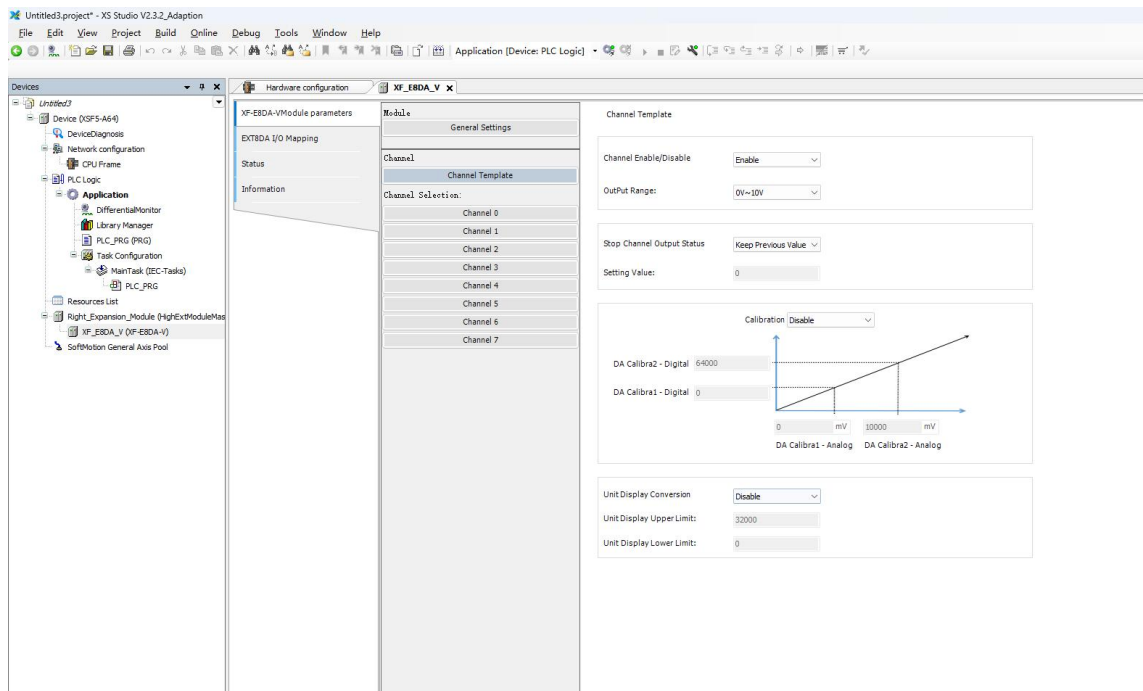 Untitled3.project* - XS Studio V2.3.2_Adaption
File Edit View Project Build Online Debug Tools Window Help
Application [Device: PLC Logic]
Devices
Untitled3
Device (XSF5-A64)
DeviceDiagnosis
Network configuration
CPU Frame
PLC Logic
Application
DifferentialMonitor
Library Manager
PLC_PRG (PRG)
Task Configuration
MainTask (IEC-Tasks)
PLC_PRG
Resources List
Right_Expansion_Module (HighExtModuleMas
XF_E8DA_V (XF-E8DA-V)
SoftMotion General Axis Pool
Hardware configuration
XF_E8DA_V X
XF-E8DA-VModule parameters
EXT8DA I/O Mapping
Status
Information
Module
General Settings
Channel
Channel Template
Channel Selection:
Channel 0
Channel 1
Channel 2
Channel 3
Channel 4
Channel 5
Channel 6
Channel 7
Channel Template
Channel Enable/Disable Enable
OutPut Range: 0V~10V
Stop Channel Output Status Keep Previous Value
Setting Value: 0
Calibration Disable
DA Calibra2 - Digital 64000
DA Calibra1 - Digital 0
0 mV 10000 mV
DA Calibra1 - Analog DA Calibra2 - Analog
Unit Display Conversion Disable
Unit Display Upper Limit: 32000
Unit Display Lower Limit: 0